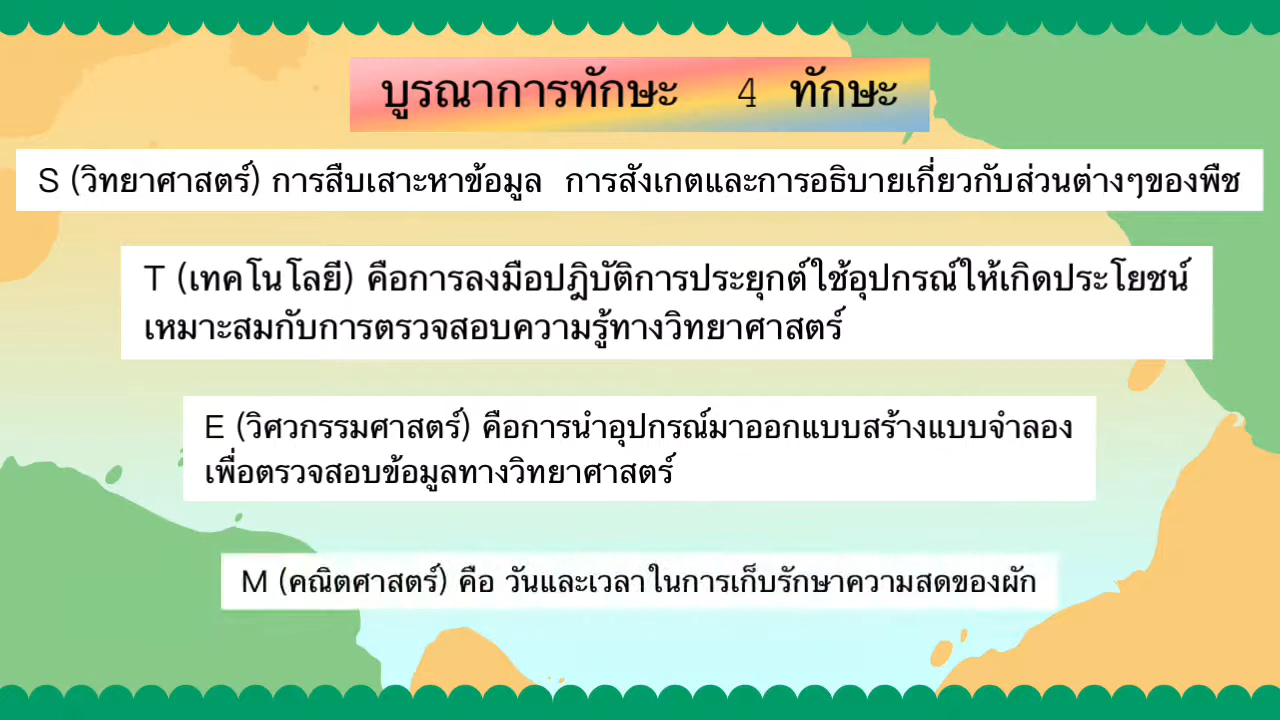 บูรณาการทักษะ 4 ทักษะ
S (วิทยาศาสตร์) การสืบเสาะหาข้อมูล การสังเกตและการอธิบายเกี่ยวกับส่วนต่างๆของพืช
T (เทคโนโลยี) คือการลงมือปฎิบัติการประยุกต์ใช้อุปกรณ์ให้เกิดประโยชน์
เหมาะสมกับการตรวจสอบความรู้ทางวิทยาศาสตร์
E (วิศวกรรมศาสตร์) คือการนำอุปกรณ์มาออกแบบสร้างแบบจำลอง
เพื่อตรวจสอบข้อมูลทางวิทยาศาสตร์
M (คณิตศาสตร์) คือ วันและเวลาในการเก็บรักษาความสดของผัก